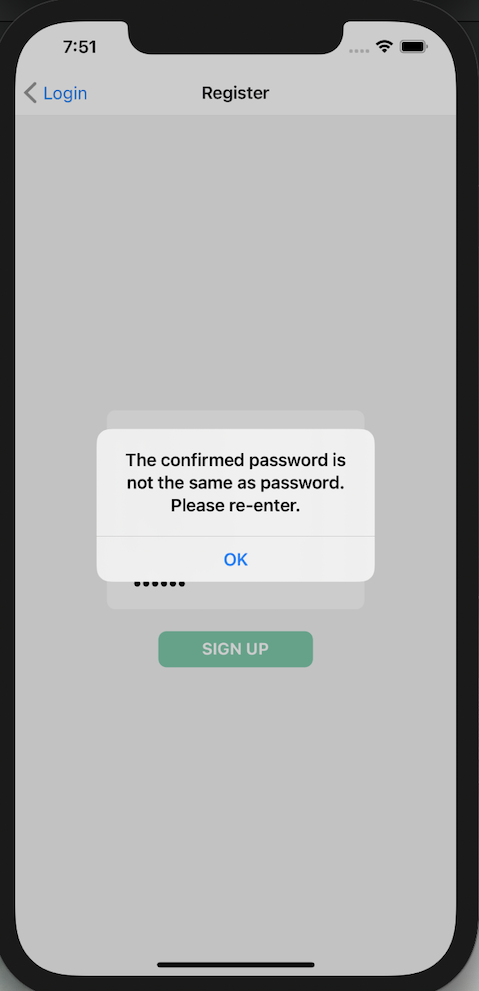 7:51
Login
Register
The confirmed password is
not the same as password.
Please re-enter.
OK
••••••
SIGN UP